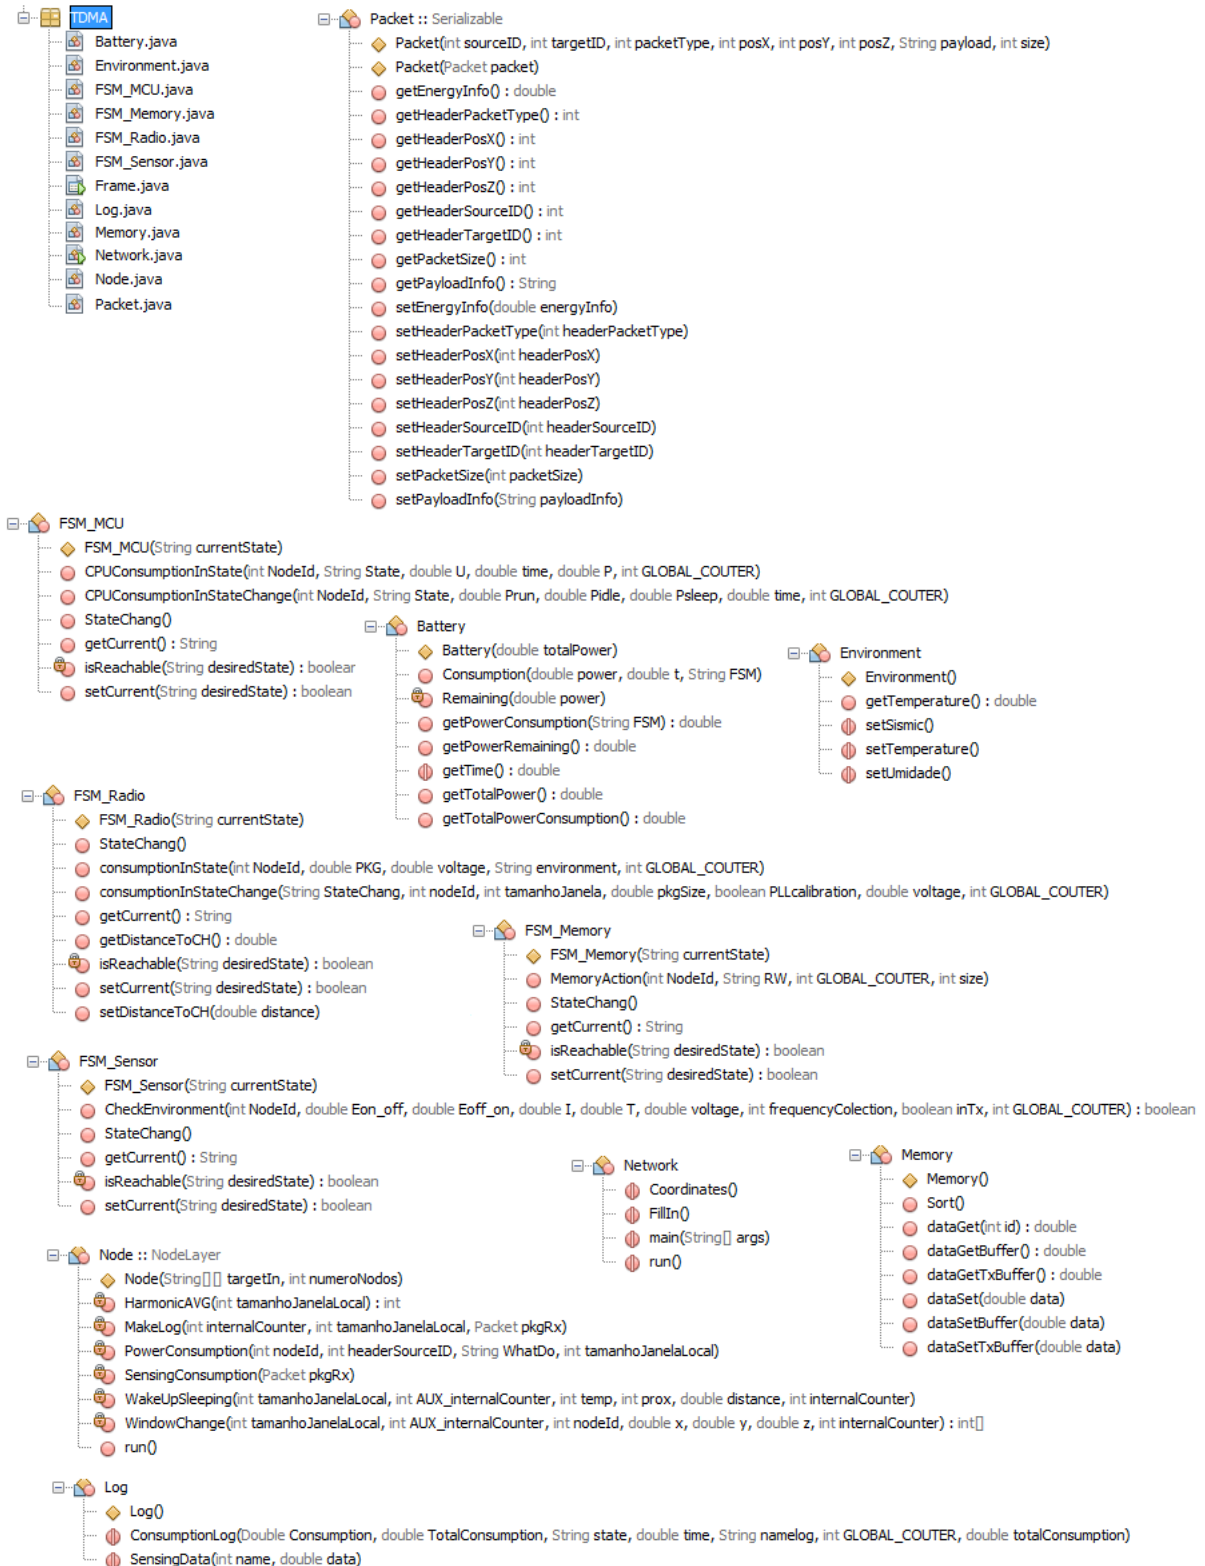 TDMA
Battery.java
Environment.java
FSM_MCU.java
FSM_Memory.java
FSM_Radio.java
FSM_Sensor.java
Frame.java
Log.java
Memory.java
Network.java
Node.java
Packet.java
Packet :: Serializable
Packet(int sourceID, int targetID, int packetType, int posX, int posY, int posZ, String payload, int size)
Packet(Packet packet)
getEnergyInfo() : double
getHeaderPacketType() : int
getHeaderPosX() : int
getHeaderPosY() : int
getHeaderPosZ() : int
getHeaderSourceID() : int
getHeaderTargetID() : int
getPacketSize() : int
getPayloadInfo() : String
setEnergyInfo(double energyInfo)
setHeaderPacketType(int headerPacketType)
setHeaderPosX(int headerPosX)
setHeaderPosY(int headerPosY)
setHeaderPosZ(int headerPosZ)
setHeaderSourceID(int headerSourceID)
setHeaderTargetID(int headerTargetID)
setPacketSize(int packetSize)
setPayloadInfo(String payloadInfo)
FSM_MCU
FSM_MCU(String currentState)
CPUConsumptionInState(int NodeId, String State, double U, double time, double P, int GLOBAL_COUTER)
CPUConsumptionInStateChange(int NodeId, String State, double Prun, double Pidle, double Psleep, double time, int GLOBAL_COUTER)
StateChang()
getCurrent() : String
isReachable(String desiredState) : boolear
setCurrent(String desiredState) : boolean
Battery
Battery(double totalPower)
Consumption(double power, double t, String FSM)
Remaining(double power)
getPowerConsumption(String FSM) : double
getPowerRemaining() : double
getTime() : double
getTotalPower() : double
getTotalPowerConsumption() : double
Environment
Environment()
getTemperature() : double
setSismic()
setTemperature()
setUmidade()
FSM_Radio
FSM_Radio(String currentState)
StateChang()
consumptionInState(int NodeId, double PKG, double voltage, String environment, int GLOBAL_COUTER)
consumptionInStateChange(String StateChang, int nodeId, int tamanhoJanela, double pkgSize, boolean PLLcalibration, double voltage, int GLOBAL_COUTER)
getCurrent() : String
getDistanceToCH() : double
isReachable(String desiredState) : boolean
setCurrent(String desiredState) : boolean
setDistanceToCH(double distance)
FSM_Memory
FSM_Memory(String currentState)
MemoryAction(int NodeId, String RW, int GLOBAL_COUTER, int size)
StateChang()
getCurrent() : String
isReachable(String desiredState) : boolean
setCurrent(String desiredState) : boolean
FSM_Sensor
FSM_Sensor(String currentState)
CheckEnvironment(int NodeId, double Eon_off, double Eoff_on, double I, double T, double voltage, int frequencyColection, boolean inTx, int GLOBAL_COUTER) : boolean
StateChang()
getCurrent() : String
isReachable(String desiredState) : boolean
setCurrent(String desiredState) : boolean
Network
Coordinates()
FillIn()
main(String[] args)
run()
Memory
Memory()
Sort()
dataGet(int id) : double
dataGetBuffer() : double
dataGetTxBuffer() : double
dataSet(double data)
dataSetBuffer(double data)
dataSetTxBuffer(double data)
Node :: NodeLayer
Node(String[][] targetIn, int numeroNodos)
HarmonicAVG(int tamanhoJanelaLocal) : int
MakeLog(int internalCounter, int tamanhoJanelaLocal, Packet pkgRx)
PowerConsumption(int nodeId, int headerSourceID, String WhatDo, int tamanhoJanelaLocal)
SensingConsumption(Packet pkgRx)
WakeUpSleeping(int tamanhoJanelaLocal, int AUX_internalCounter, int temp, int prox, double distance, int internalCounter)
WindowChange(int tamanhoJanelaLocal, int AUX_internalCounter, int nodeId, double x, double y, double z, int internalCounter) : int[]
run()
Log
Log()
ConsumptionLog(Double Consumption, double TotalConsumption, String state, double time, String namelog, int GLOBAL_COUTER, double totalConsumption)
SensingData(int name, double data)